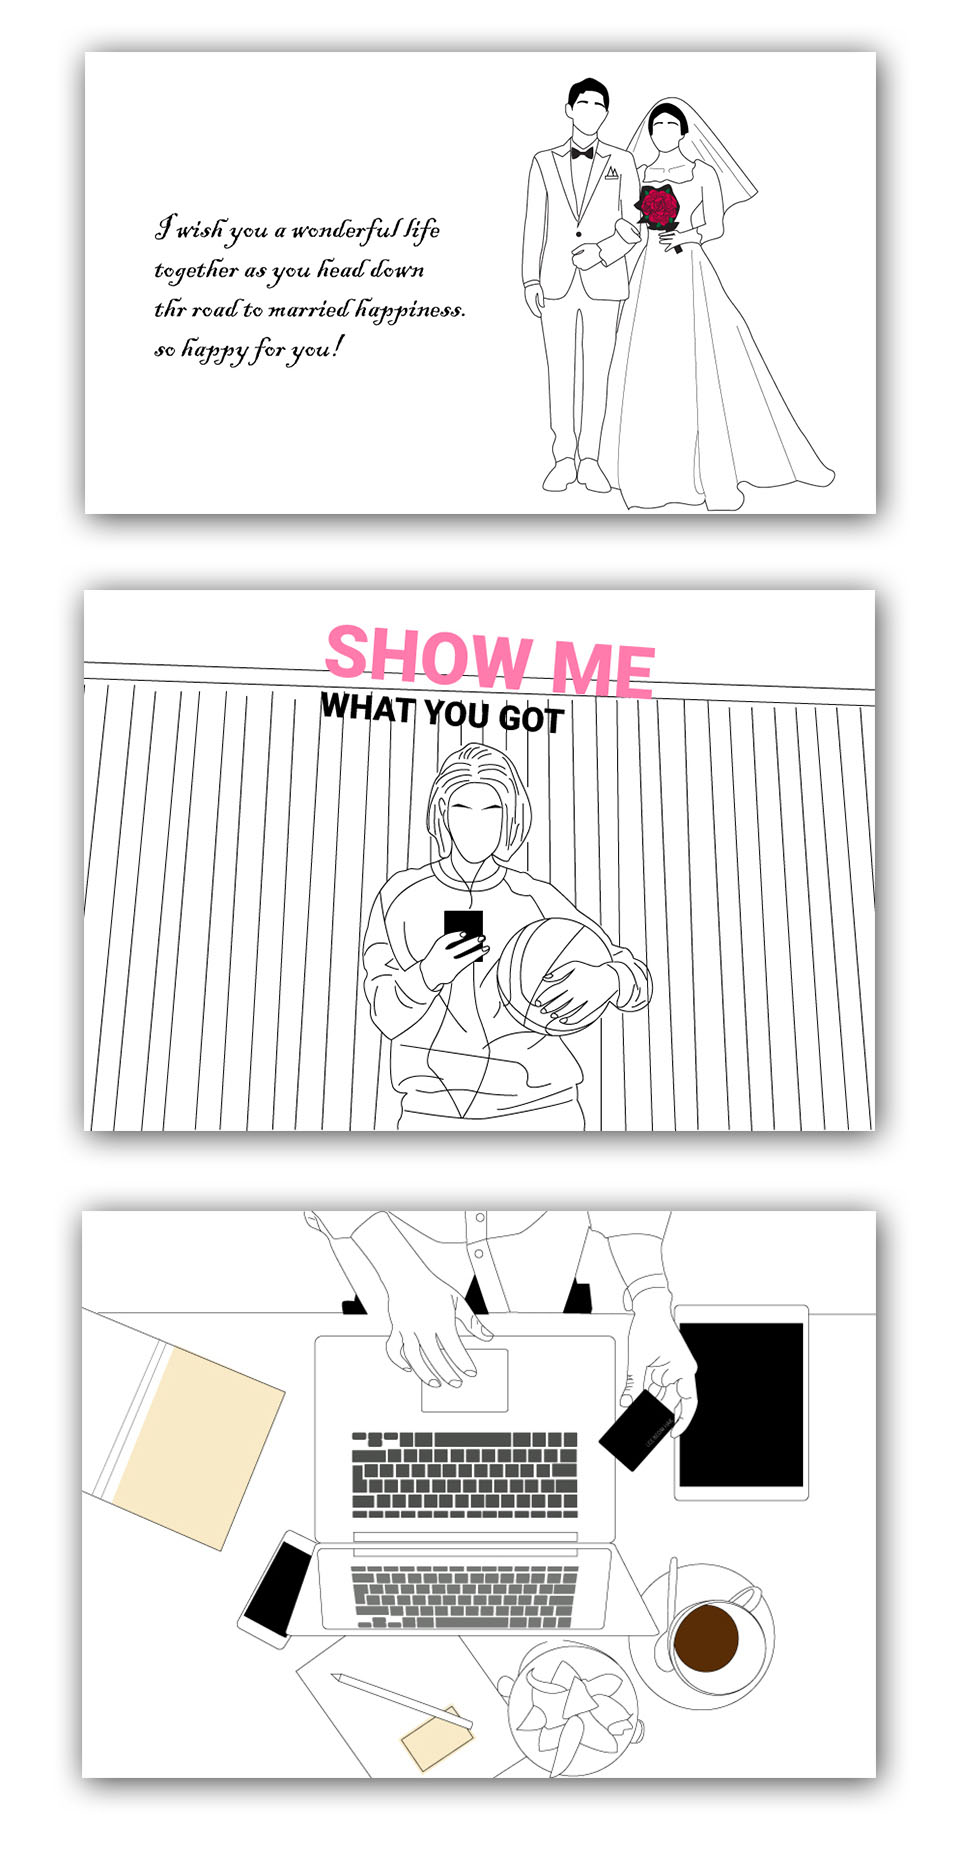 I wish you a wonderful life
together as you head down
thr road to married happiness.
so happy for you!
SHOW ME
WHAT YOU GOT